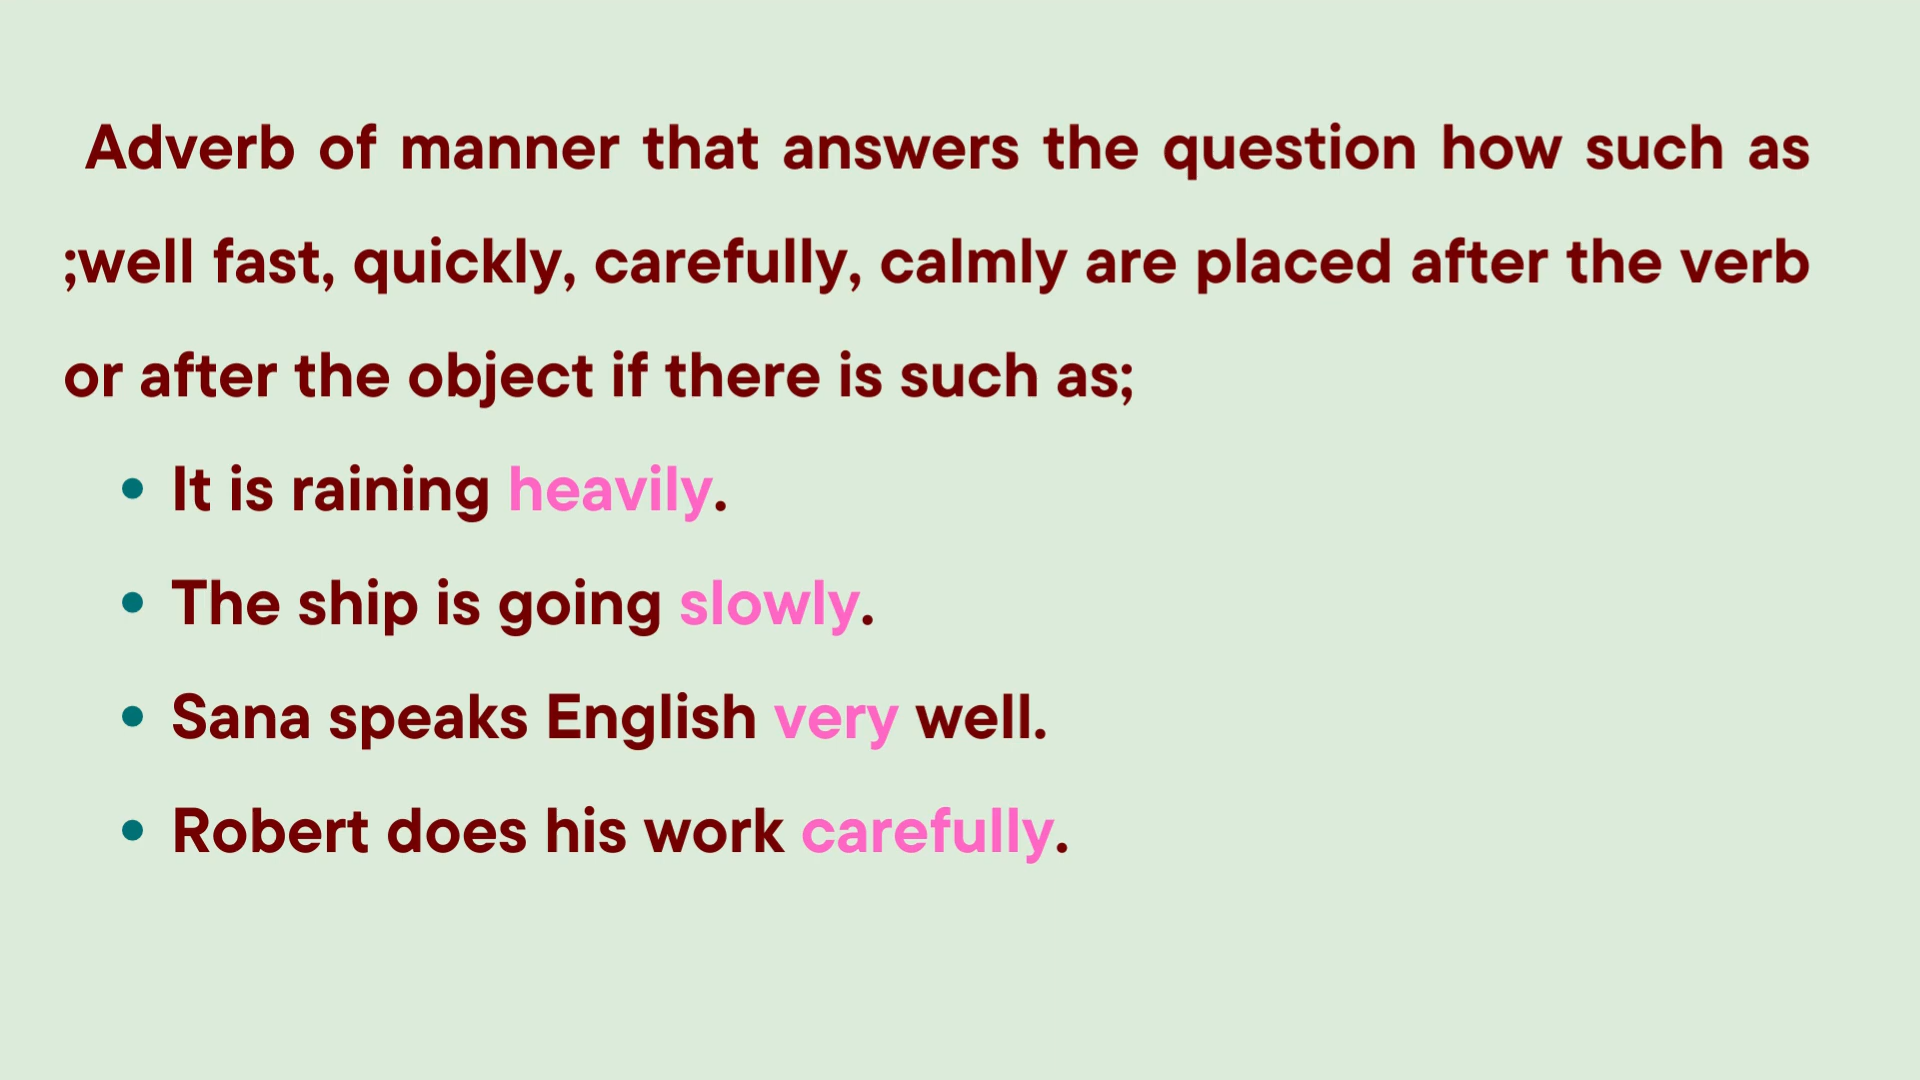 Adverb of manner that answers the question how such as
;well fast, quickly, carefully, calmly are placed after the verb
or after the object if there is such as;
• It is raining heavily.
• The ship is going slowly.
• Sana speaks English very well.
• Robert does his work carefully.